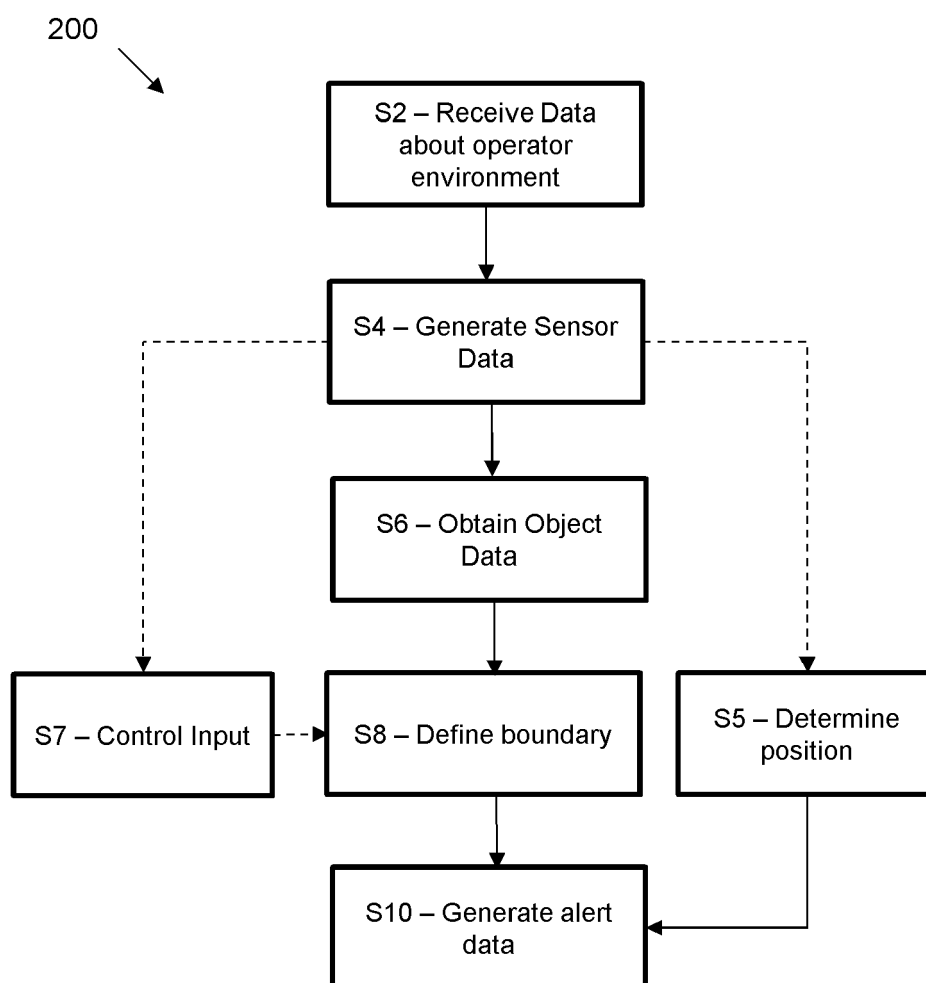 200
S2 – Receive Data
about operator
environment
S4 – Generate Sensor
Data
S6 – Obtain Object
Data
S7 – Control Input
S8 – Define boundary
S5 – Determine
position
S10 – Generate alert
data